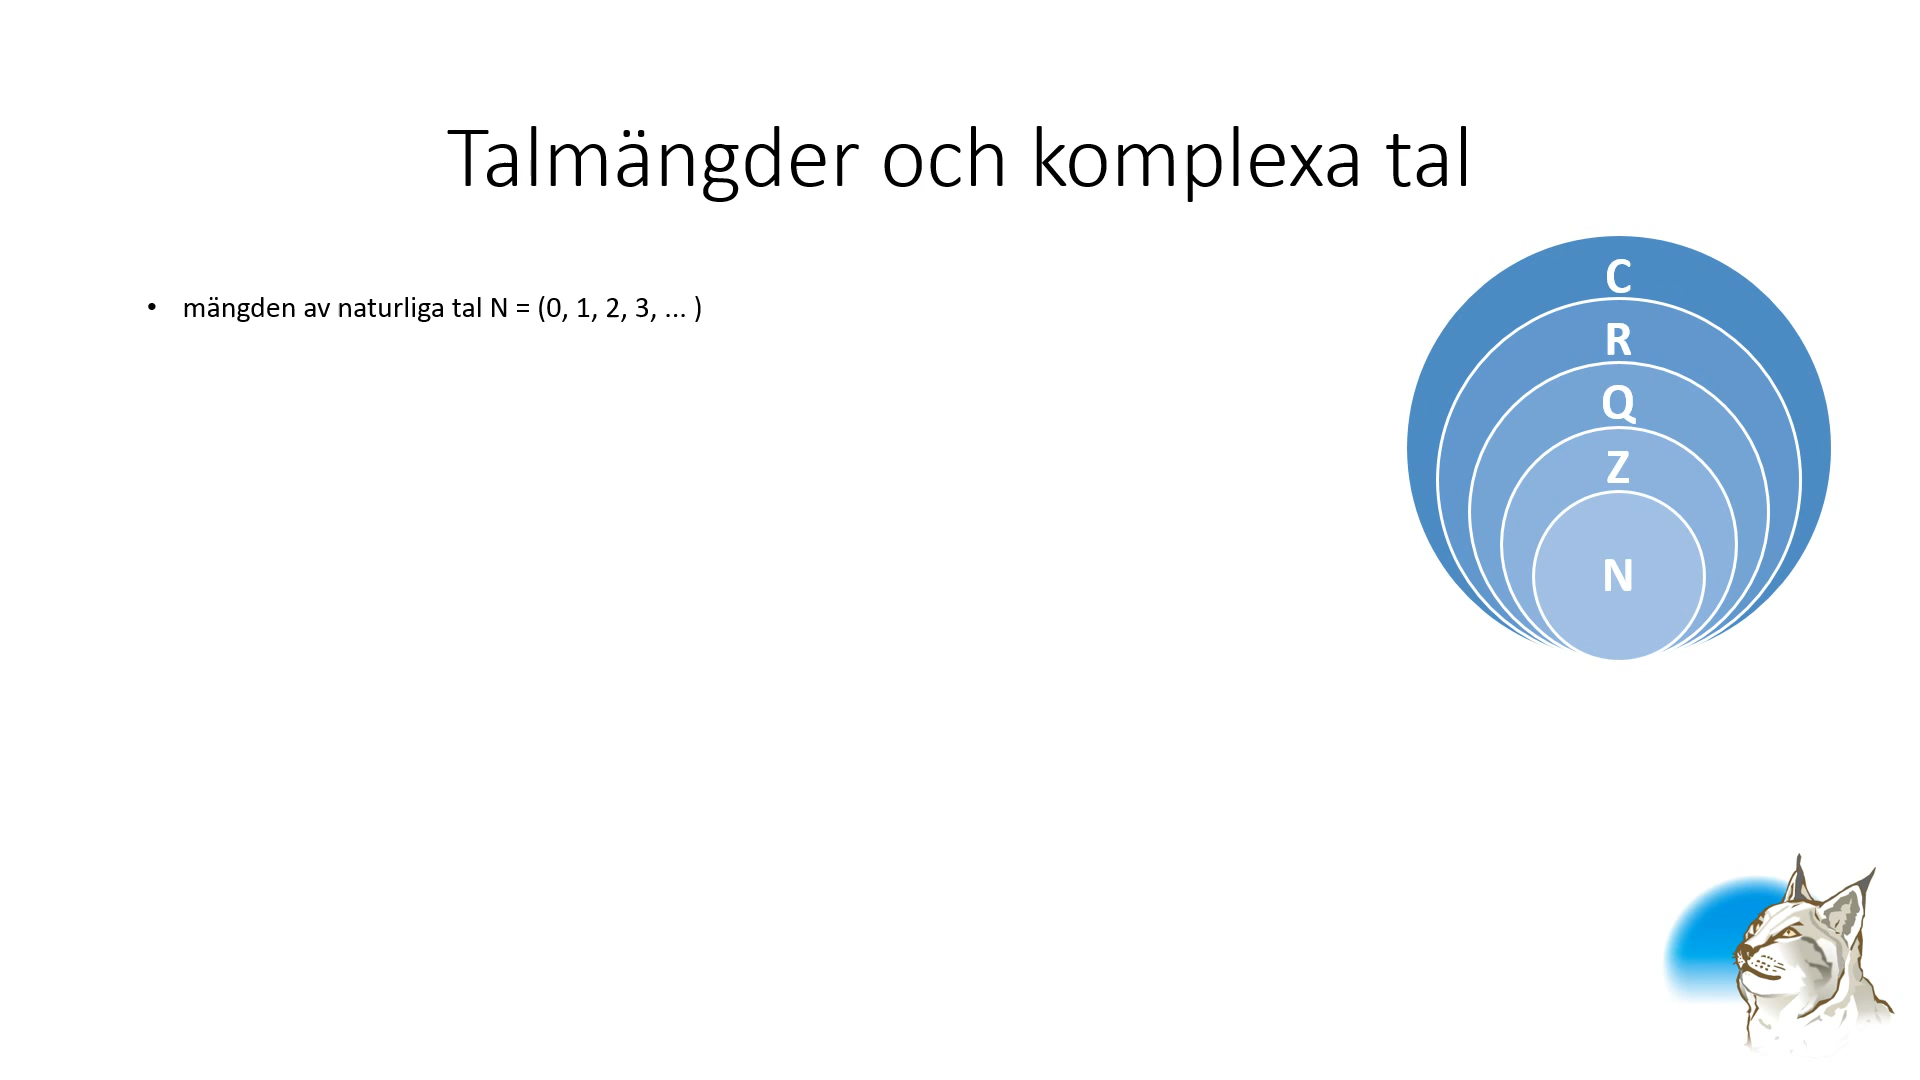 Talmängder och komplexa tal
• mängden av naturliga tal N = (0, 1, 2, 3, ... )
C
R
Q
Z
N